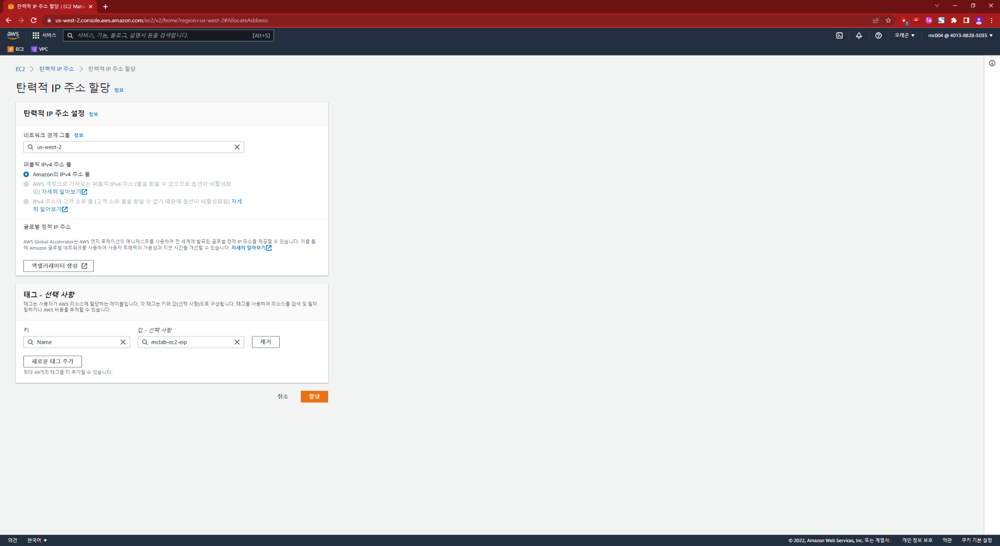 탄력적 IP 주소 할당 | EC2 Mana
us-west-2.console.aws.amazon.com/ec2/v2/home?region=us-west-2#AllocateAddress:
1
aws
서비스
서비스, 기능, 블로그, 설명서 등을 검색합니다.
[Alt+S]
오레곤
mc004 @ 4013-8828-5035
EC2
VPC
EC2
탄력적 IP 주소
탄력적 IP 주소 할당
탄력적 IP 주소 할당 정보
탄력적 IP 주소 설정 정보
네트워크 경계 그룹 정보
us-west-2
퍼블릭 IPv4 주소 풀
Amazon의 IPv4 주소 풀
AWS 계정으로 가져오는 퍼블릭 IPv4 주소 (풀을 찾을 수 없으므로 옵션이 비활성화
됨) 자세히 알아보기
IPv4 주소의 고객 소유 풀 (고객 소유 풀을 찾을 수 없기 때문에 옵션이 비활성화됨) 자세
히 알아보기
글로벌 정적 IP 주소
AWS Global Accelerator는 AWS 엣지 로케이션의 애니캐스트를 사용하여 전 세계에 발표된 글로벌 정적 IP 주소를 제공할 수 있습니다. 이를 통
해 Amazon 글로벌 네트워크를 사용하여 사용자 트래픽의 가용성과 지연 시간을 개선할 수 있습니다. 자세히 알아보기
액셀러레이터 생성
태그 - 선택 사항
태그는 사용자가 AWS 리소스에 할당하는 레이블입니다. 각 태그는 키와 값(선택 사항)으로 구성됩니다. 태그를 사용하여 리소스를 검색 및 필터
링하거나 AWS 비용을 추적할 수 있습니다.
키
값 - 선택 사항
Name
mclab-ec2-eip
제거
새로운 태그 추가
최대 49개의 태그를 더 추가할 수 있습니다.
취소
할당
의견
한국어
© 2022, Amazon Web Services, Inc. 또는 계열사.
개인 정보 보호
약관
쿠키 기본 설정